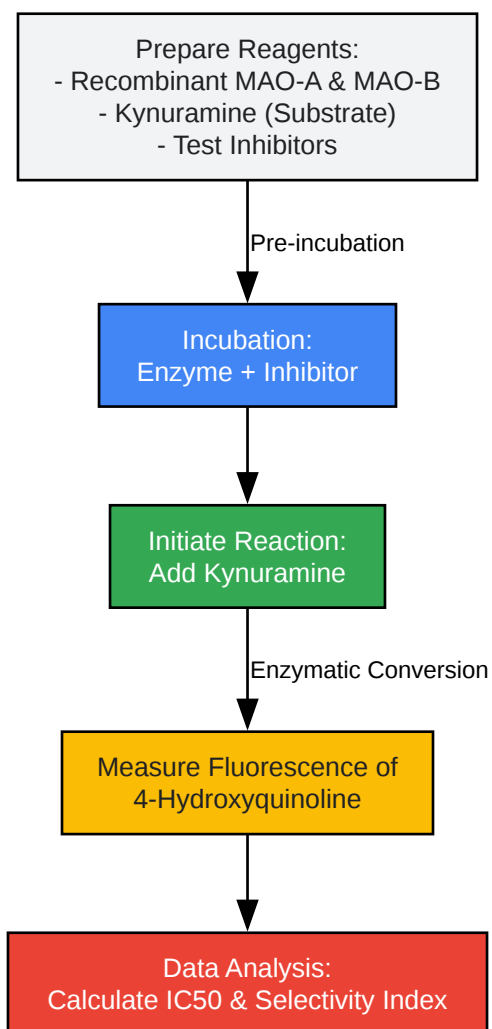 Prepare Reagents:
- Recombinant MAO-A & MAO-B
- Kynuramine (Substrate)
- Test Inhibitors
Pre-incubation
Incubation:
Enzyme + Inhibitor
Initiate Reaction:
Add Kynuramine
Enzymatic Conversion
Measure Fluorescence of
4-Hydroxyquinoline
Data Analysis:
Calculate IC50 & Selectivity Index